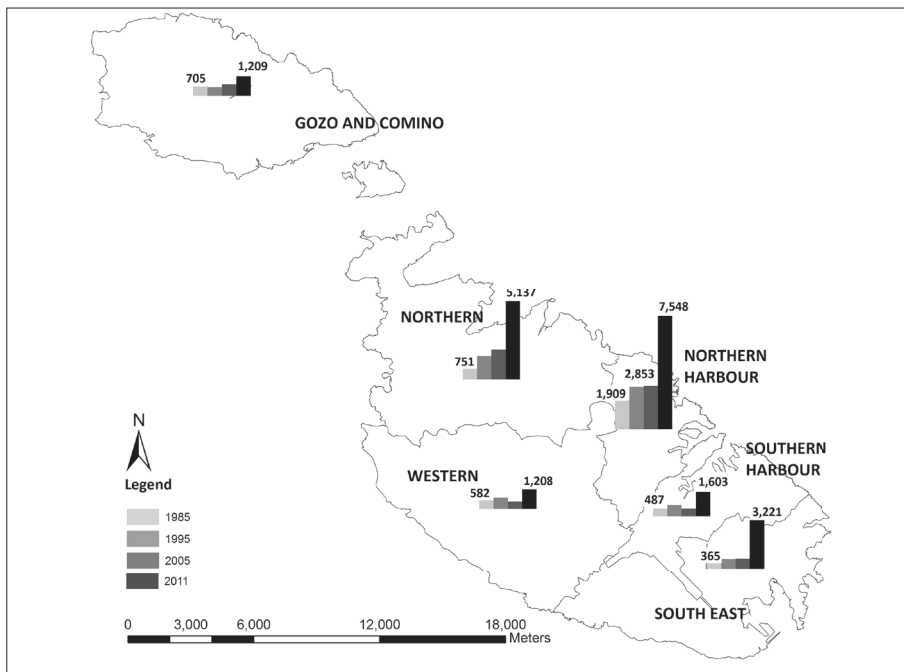 705
1,209
GOZO AND COMINO
NORTHERN
751
5,137
1,909
2,853
7,548
NORTHERN
HARBOUR
WESTERN
582
1,208
SOUTHERN
HARBOUR
487
1,603
365
3,221
SOUTH EAST
N
Legend
1985
1995
2005
2011
0 3,000 6,000 12,000 18,000
Meters